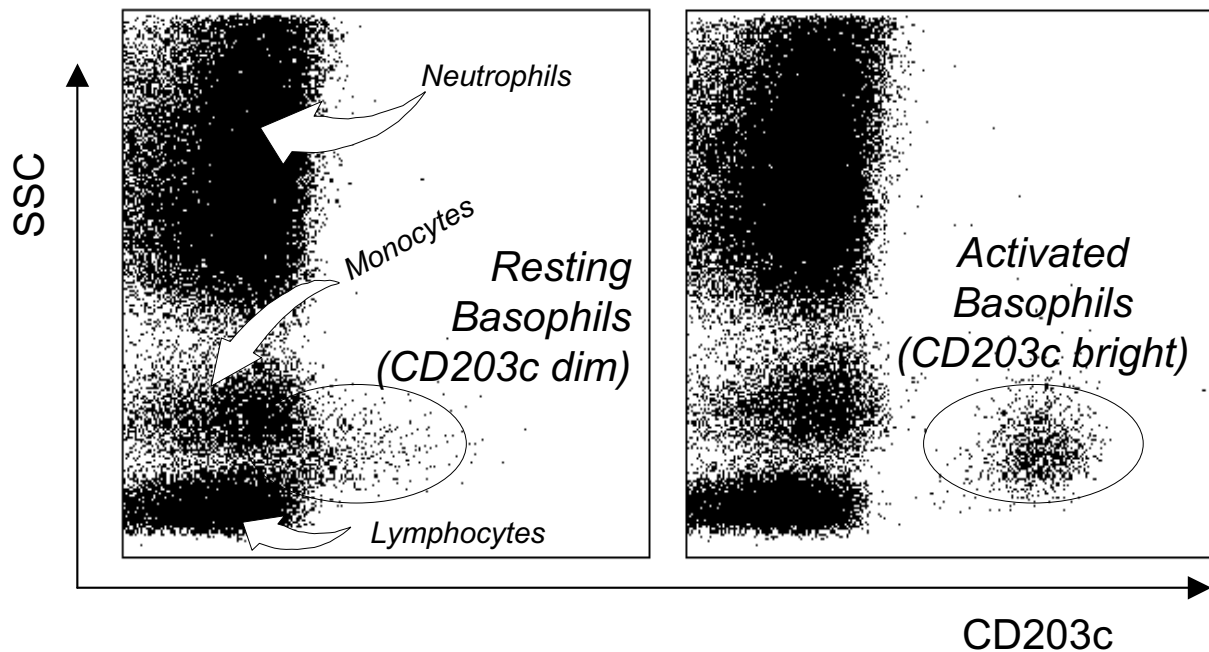 SSC
Neutrophils
Monocytes
Resting
Basophils
(CD203c dim)
Lymphocytes
Activated
Basophils
(CD203c bright)
CD203c